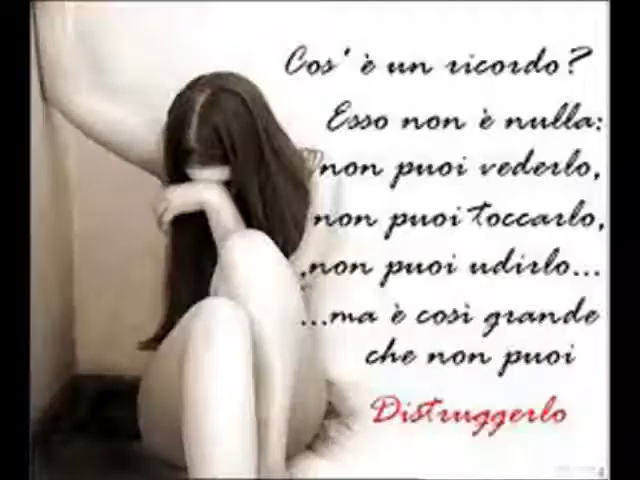 Cos' è un ricordo?
Esso non è nulla:
non puoi vederlo,
non puoi toccarlo,
non puoi udirlo...
...ma è così grande
che non puoi
Distruggerlo